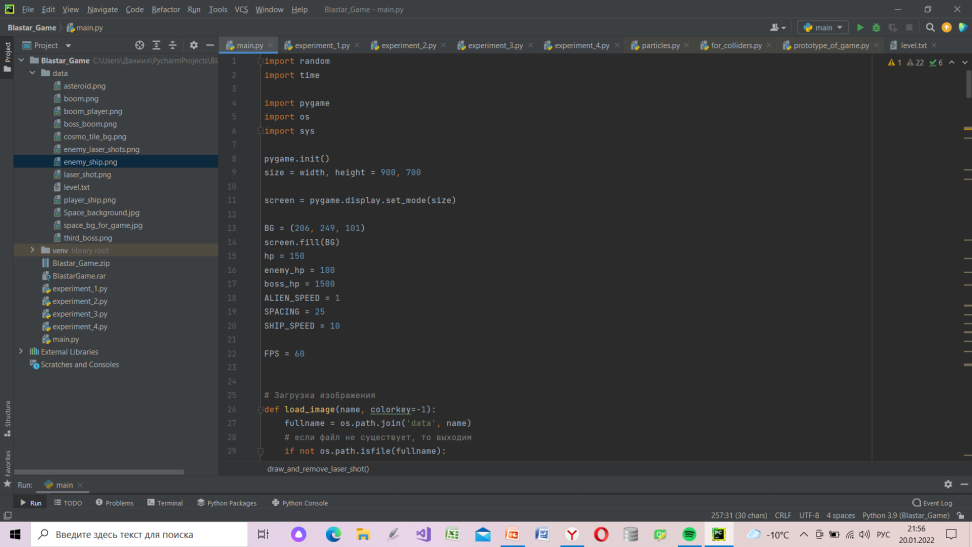 File Edit View Navigate Code Refactor Run Tools VCS Window Help Blastar_Game - main.py
Blastar_Game main.py main
Project main.py experiment_1.py experiment_2.py experiment_3.py experiment_4.py particles.py for_colliders.py prototype_of_game.py level.txt
Project
Blastar_Game C:\Users\Даниил\PycharmProjects\Bl
data
asteroid.png
boom.png
boom_player.png
boss_boom.png
cosmo_tile_bg.png
enemy_laser_shots.png
enemy_ship.png
laser_shot.png
level.txt
player_ship.png
Space_background.jpg
space_bg_for_game.jpg
third_boss.png
venv library root
Blastar_Game.zip
BlastarGame.rar
experiment_1.py
experiment_2.py
experiment_3.py
experiment_4.py
main.py
External Libraries
Scratches and Consoles
Structure
Favorites
1 22 6
1 import random
2 import time
3
4 import pygame
5 import os
6 import sys
7
8 pygame.init()
9 size = width, height = 900, 700
10
11 screen = pygame.display.set_mode(size)
12
13 BG = (206, 249, 101)
14 screen.fill(BG)
15 hp = 150
16 enemy_hp = 100
17 boss_hp = 1500
18 ALIEN_SPEED = 1
19 SPACING = 25
20 SHIP_SPEED = 10
21
22 FPS = 60
23
24
25 # Загрузка изображения
26 def load_image(name, colorkey=-1):
27 fullname = os.path.join('data', name)
28 # если файл не существует, то выходим
29 if not os.path.isfile(fullname):
draw_and_remove_laser_shot()
Run: main
Run TODO Problems Terminal Python Packages Python Console Event Log
257:31 (30 chars) CRLF UTF-8 4 spaces Python 3.9 (Blastar_Game)
Введите здесь текст для поиска
-10°C РУС 21:56
20.01.2022